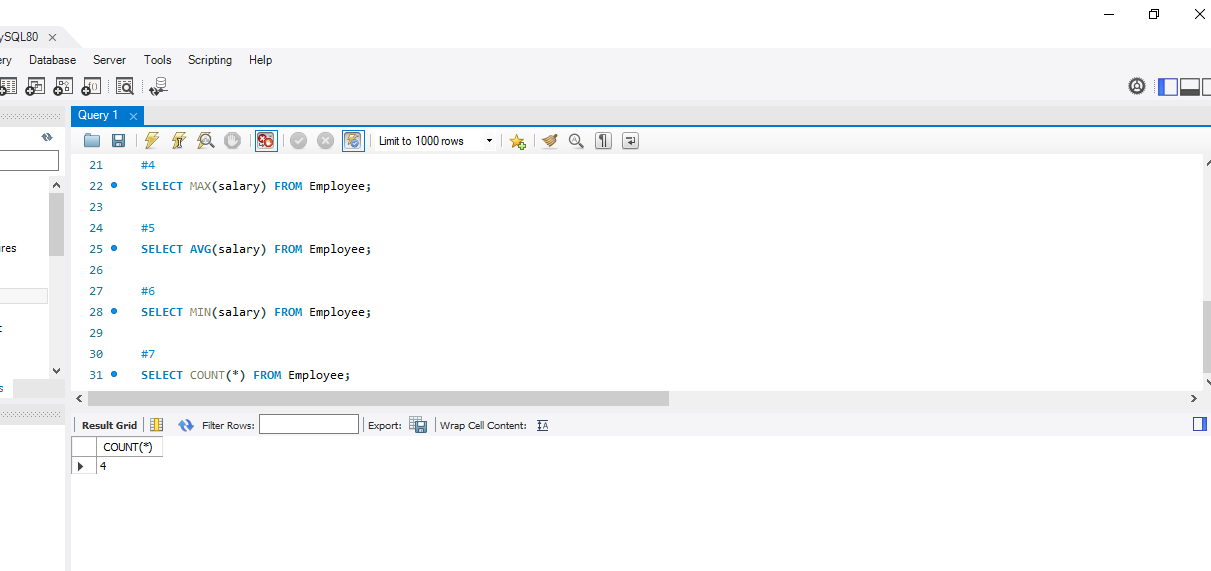 ySQL80
ery Database Server Tools Scripting Help
Query 1
Limit to 1000 rows
21 #4
22 SELECT MAX(salary) FROM Employee;
23
24 #5
25 SELECT AVG(salary) FROM Employee;
26
27 #6
28 SELECT MIN(salary) FROM Employee;
29
30 #7
31 SELECT COUNT(*) FROM Employee;
res
t
s
Result Grid Filter Rows: Export: Wrap Cell Content:
COUNT(*)
4